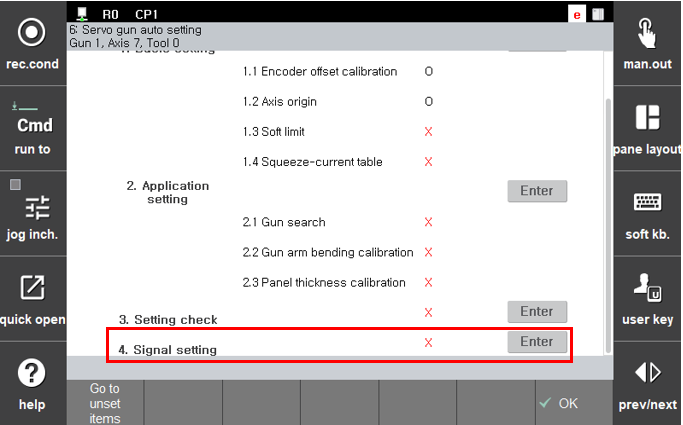 R0 CP1
e
6: Servo gun auto setting
Gun 1, Axis 7, Tool 0
rec.cond
Cmd
run to
jog inch.
quick open
?
help
1.1 Encoder offset calibration O
1.2 Axis origin O
1.3 Soft limit X
1.4 Squeeze-current table X
2. Application
setting
Enter
2.1 Gun search X
2.2 Gun arm bending calibration X
2.3 Panel thickness calibration X
3. Setting check X Enter
4. Signal setting X Enter
Go to
unset
items
OK
man.out
pane layout
soft kb.
U
user key
prev/next